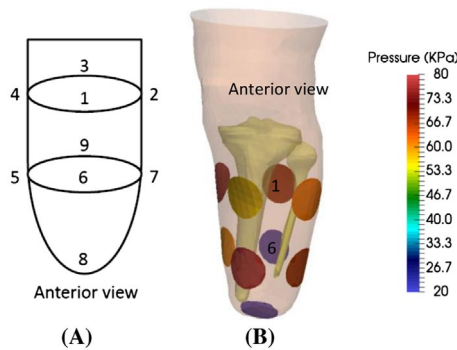 3
4 1 2
9
5 6 7
8
Anterior view
(A)
Anterior view
1
6
(B)
Pressure (KPa)
80
73.3
66.7
60.0
53.3
46.7
40.0
33.3
26.7
20